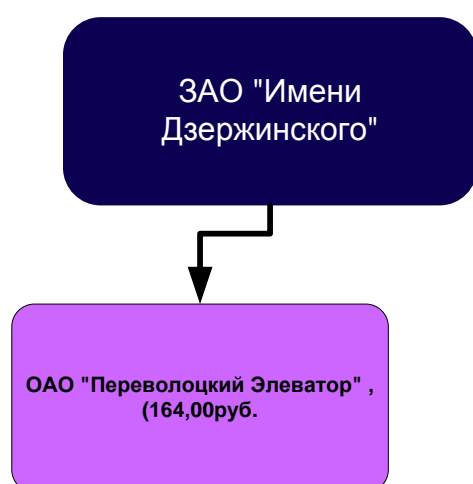 ЗАО "Имени
Дзержинского"
ОАО "Переволоцкий Элеватор" ,
(164,00руб.